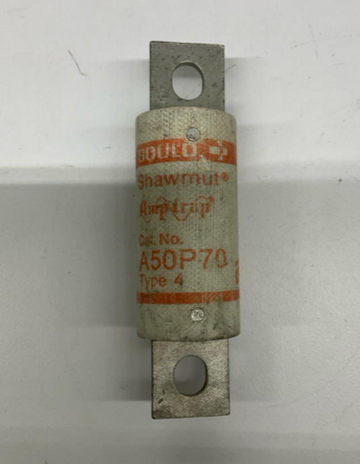 GOULD
Shawmut®
Amp-trap®
Cat. No.
A50P70
Type 4